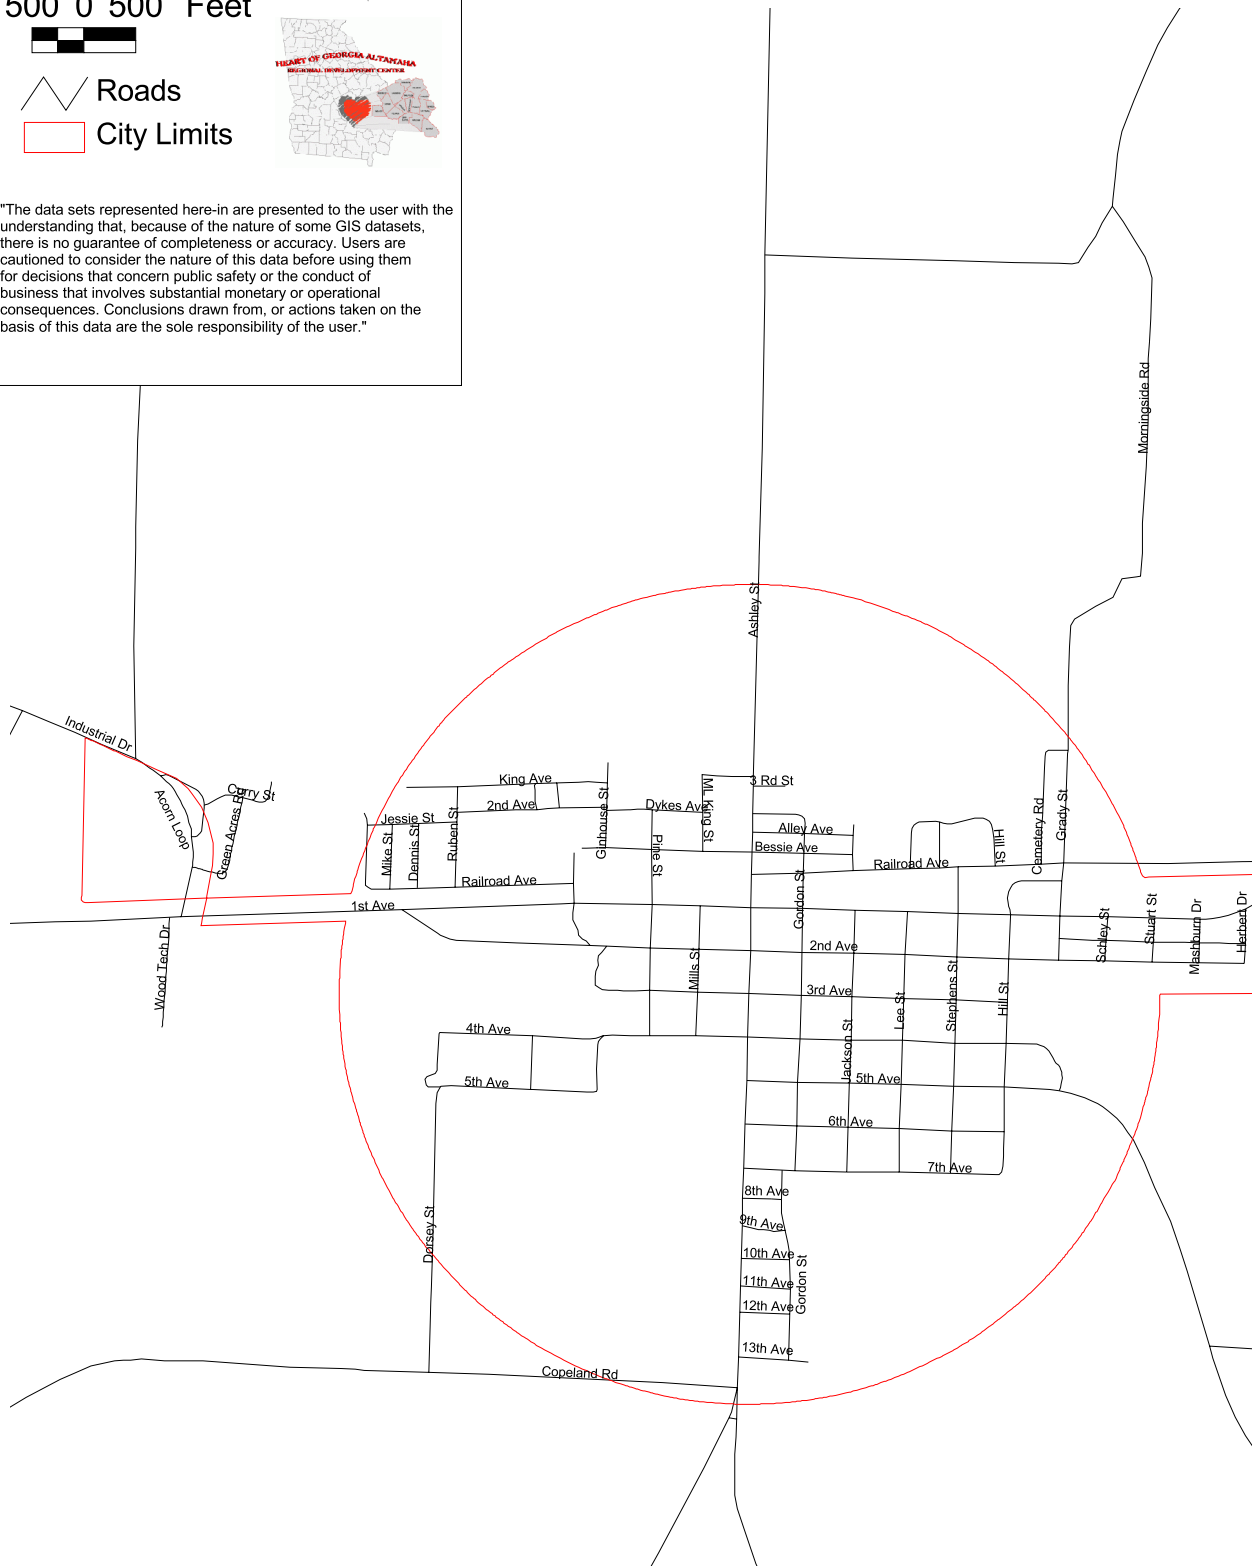 500 0 500 Feet
HEART OF GEORGIA ALTAMAHA
REGIONAL DEVELOPMENT CENTER
Roads
City Limits
"The data sets represented here-in are presented to the user with the
understanding that, because of the nature of some GIS datasets,
there is no guarantee of completeness or accuracy. Users are
cautioned to consider the nature of this data before using them
for decisions that concern public safety or the conduct of
business that involves substantial monetary or operational
consequences. Conclusions drawn from, or actions taken on the
basis of this data are the sole responsibility of the user."
Morningside Rd
Ashley St
Industrial Dr
Curry St
Acorn Loop
Green Acres Rd
King Ave
2nd Ave
Jessie St
Mike St
Dennis St
Ruben St
Ginhouse St
Dykes Ave
Pine St
ML King St
3 Rd St
Alley Ave
Bessie Ave
Railroad Ave
Hill St
Cemetery Rd
Grady St
Railroad Ave
1st Ave
Gordon St
Wood Tech Dr
Mills St
2nd Ave
3rd Ave
Jackson St
Lee St
Stephens St
Hill St
Schley St
Stuart St
Mashburn Dr
Herbert Dr
4th Ave
5th Ave
5th Ave
6th Ave
7th Ave
Dorsey St
8th Ave
9th Ave
10th Ave
11th Ave
12th Ave
13th Ave
Gordon St
Copeland Rd